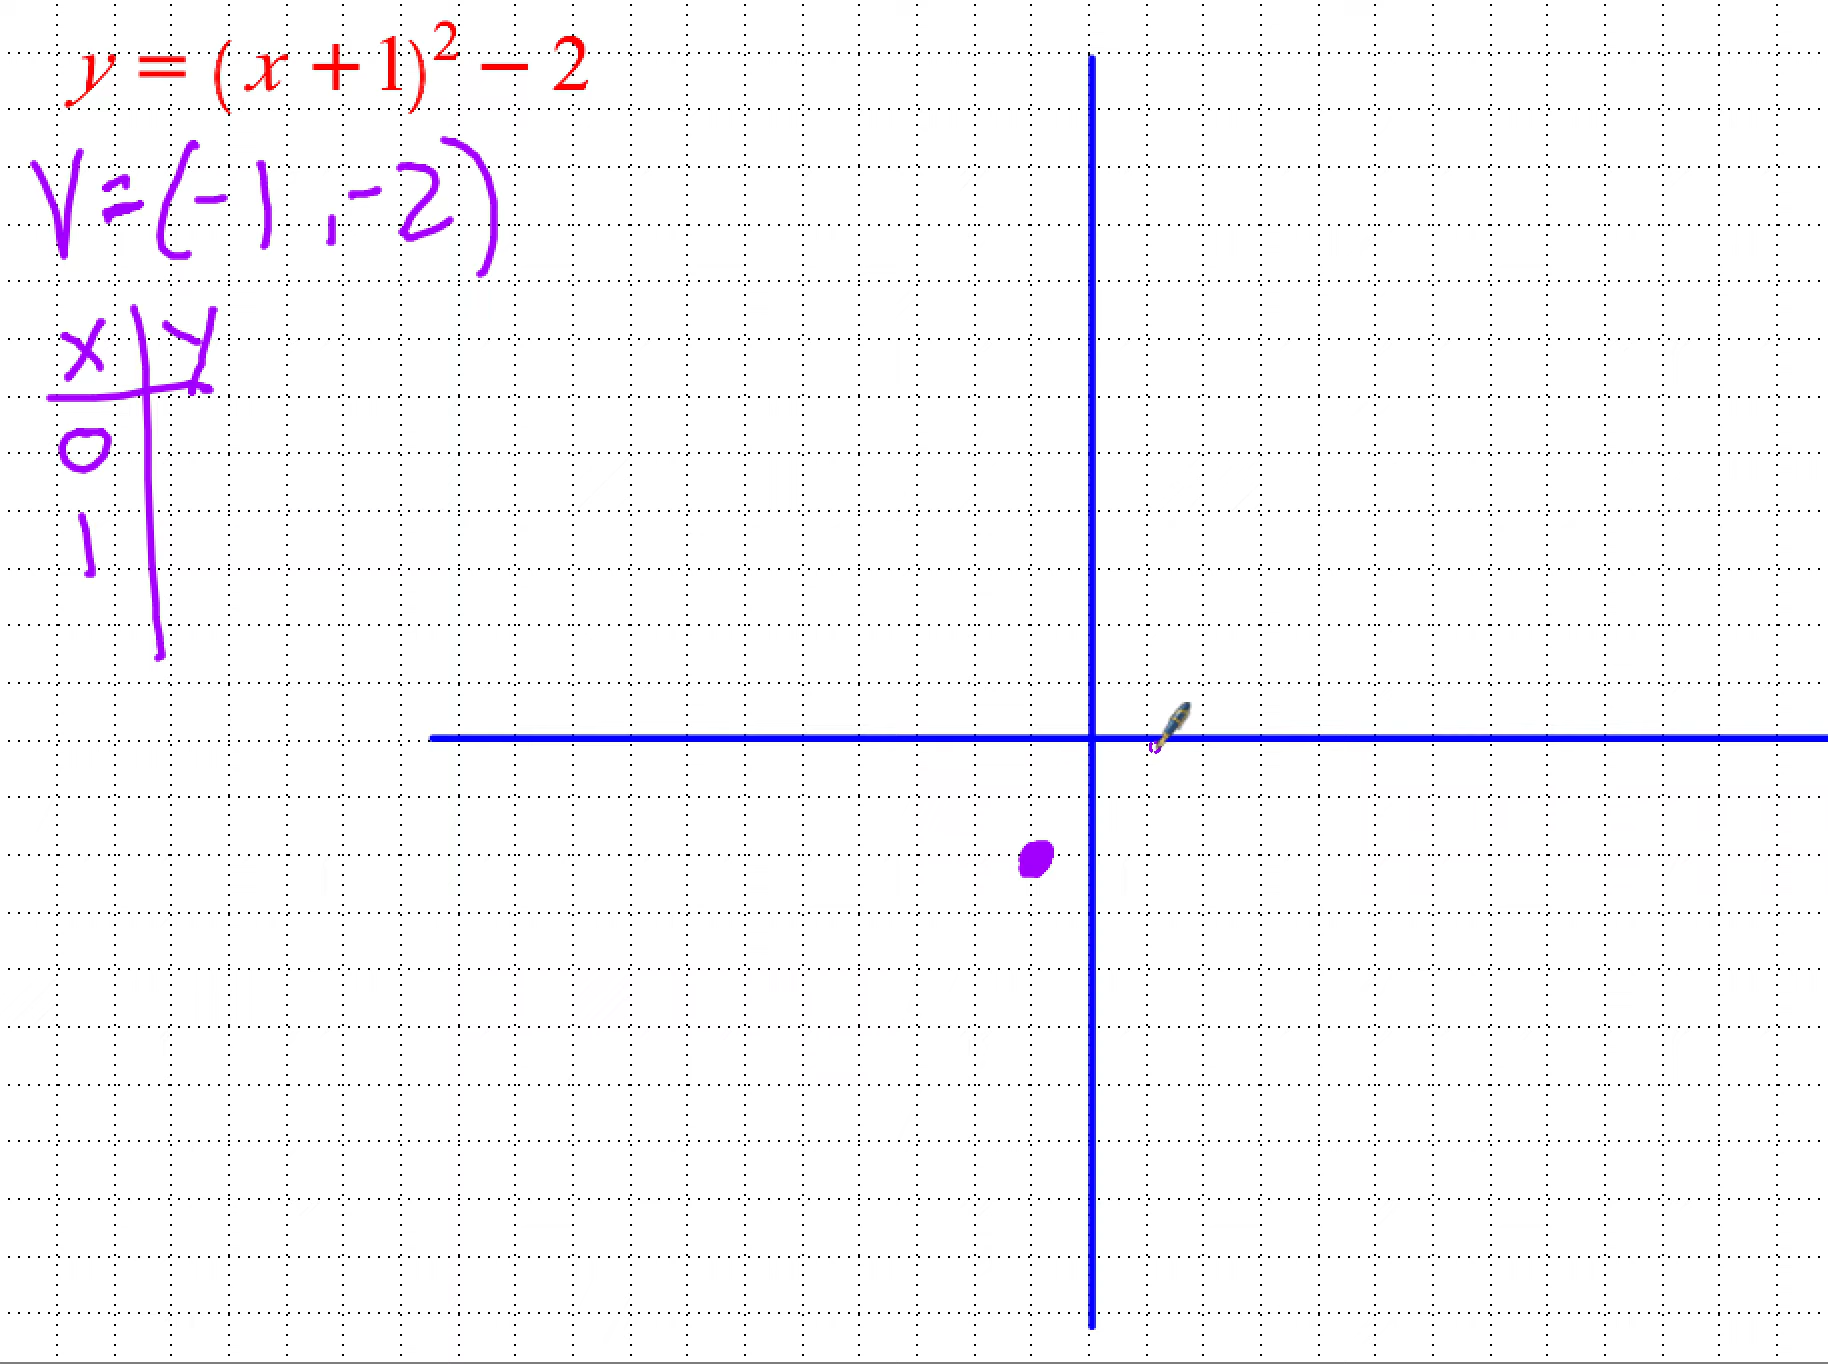 y = (x + 1)² − 2
V = (-1, -2)
x | y
0
1